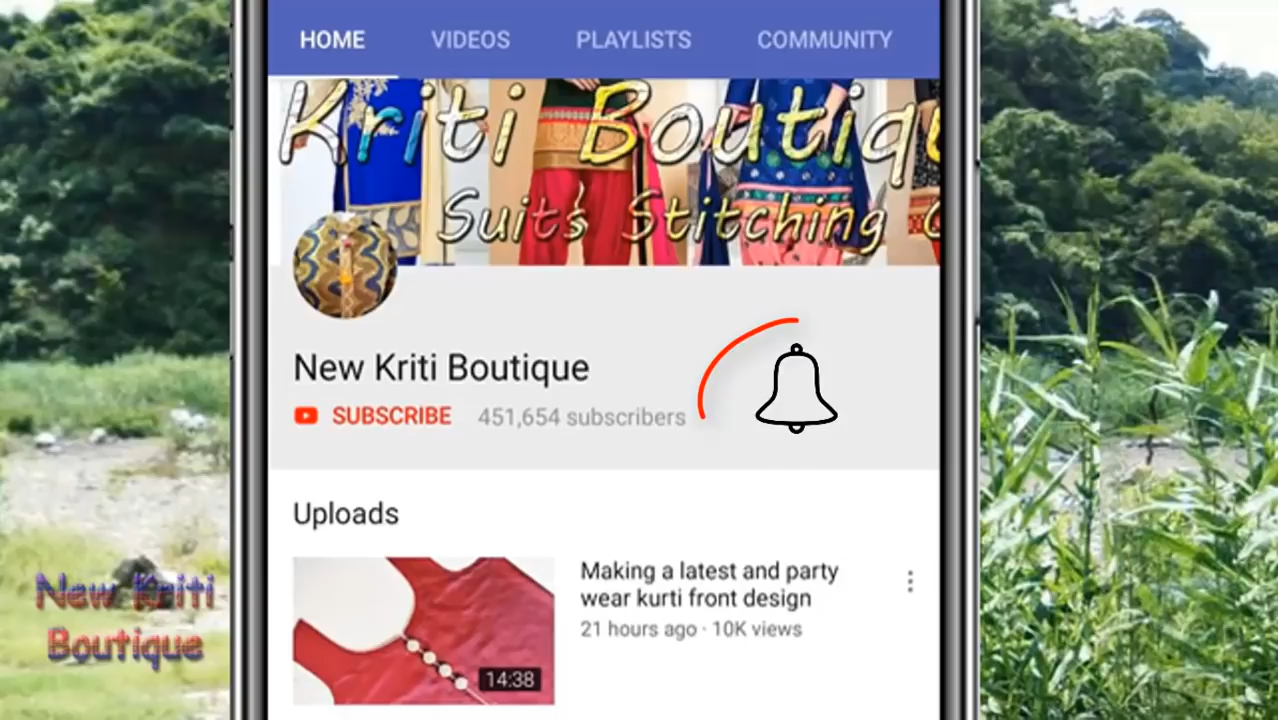 HOME VIDEOS PLAYLISTS COMMUNITY
Kriti Boutiq
Suits Stitching
New Kriti Boutique
SUBSCRIBE 451,654 subscribers
Uploads
Making a latest and party
wear kurti front design
21 hours ago · 10K views
14:38
New Kriti
Boutique